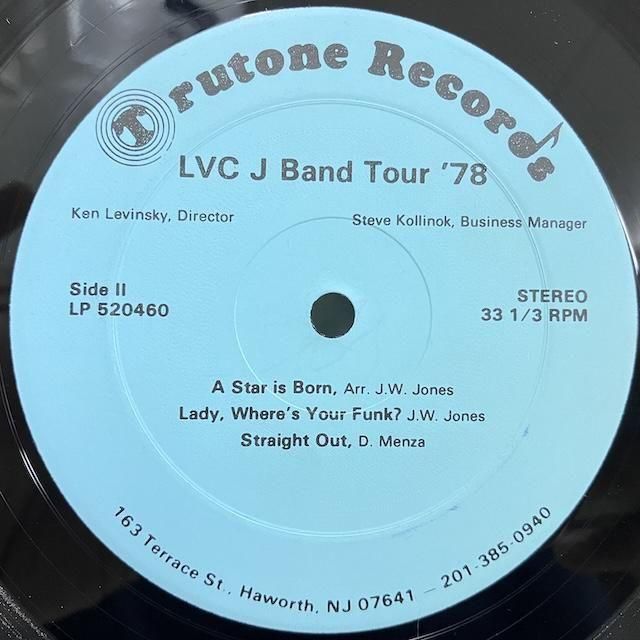 Trutone Records
LVC J Band Tour '78
Ken Levinsky, Director
Steve Kollinok, Business Manager
Side II
LP 520460
STEREO
33 1/3 RPM
A Star is Born, Arr. J.W. Jones
Lady, Where's Your Funk? J.W. Jones
Straight Out, D. Menza
163 Terrace St., Haworth, NJ 07641 — 201-385-0940